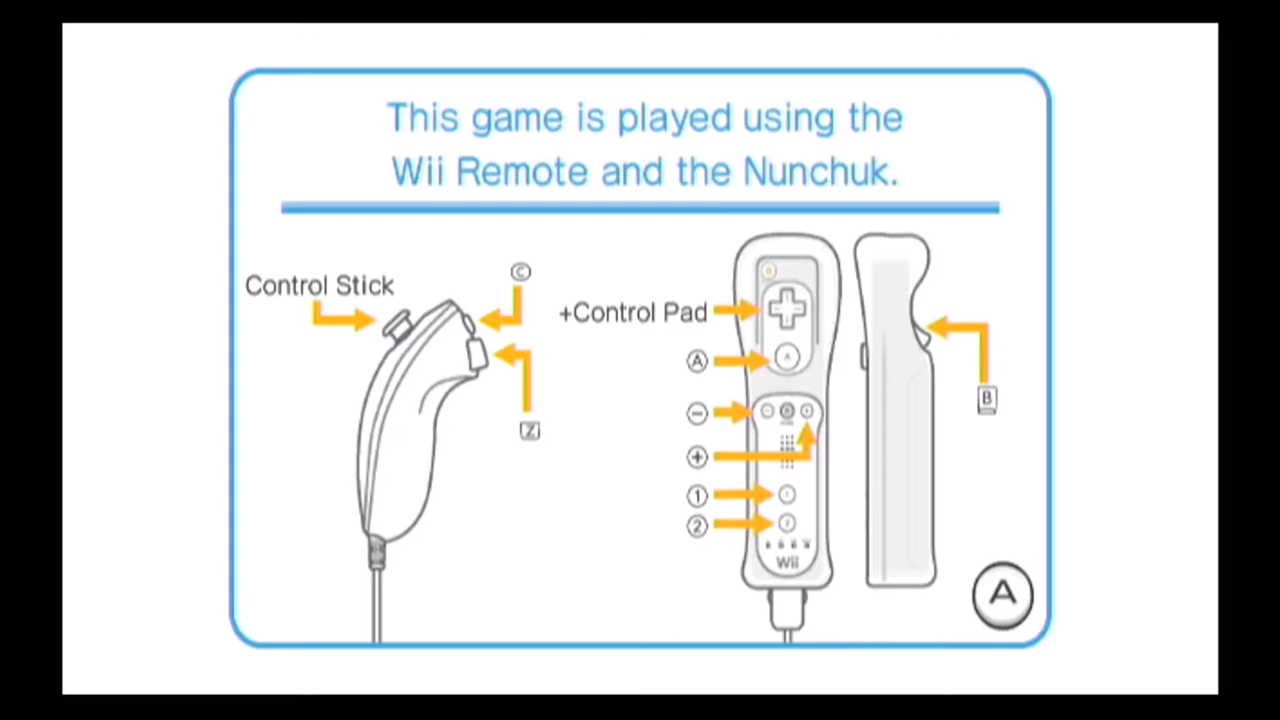 This game is played using the
Wii Remote and the Nunchuk.
Control Stick
C
Z
+Control Pad
A
A
−
+
1
2
B
Wii
A